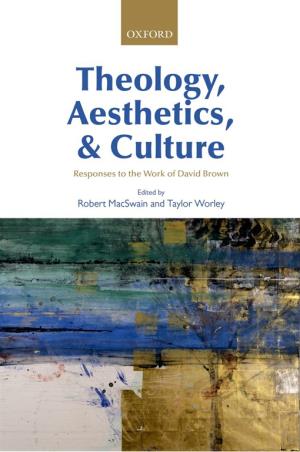 OXFORD
Theology,
Aesthetics,
& Culture
Responses to the Work of David Brown
Edited by
Robert MacSwain and Taylor Worley